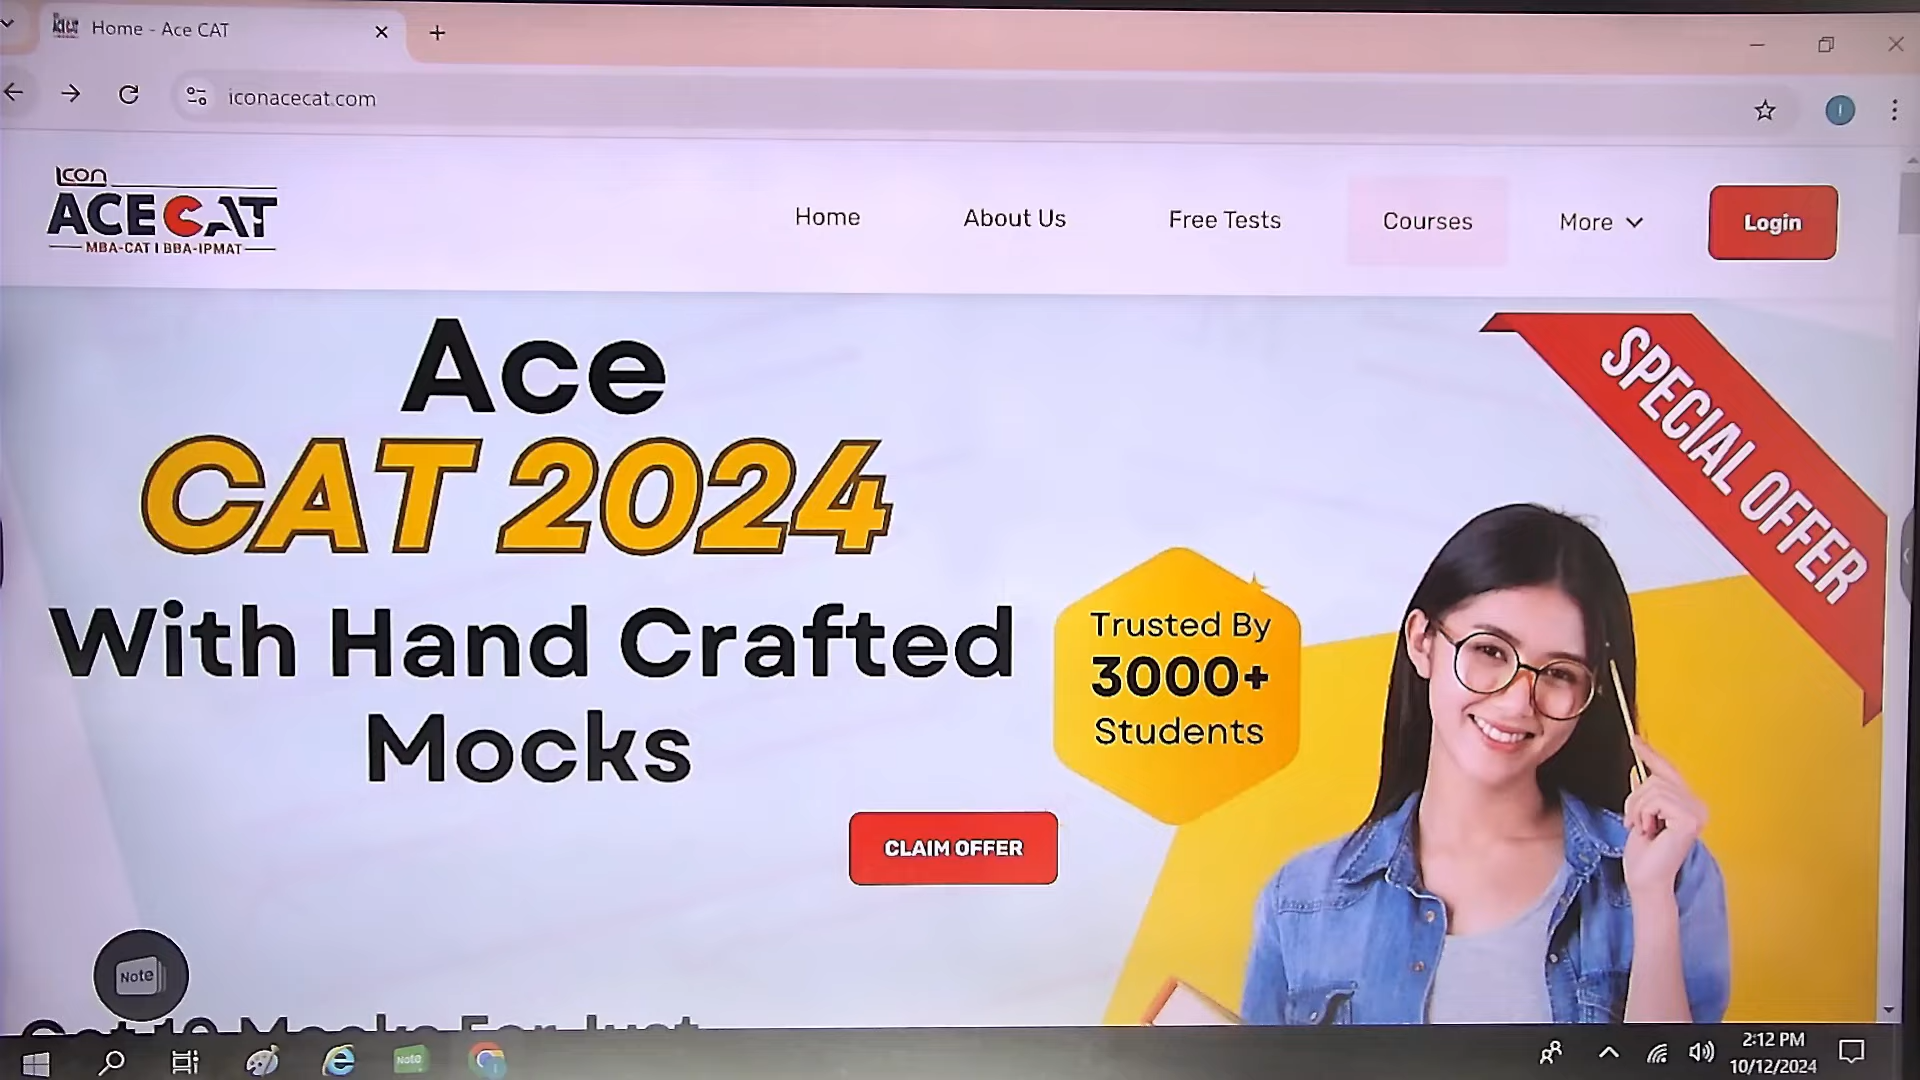 Home - Ace CAT
iconacecat.com
icon
ACECAT
MBA-CAT | BBA-IPMAT
Home
About Us
Free Tests
Courses
More
Login
SPECIAL OFFER
Ace
CAT 2024
With Hand Crafted
Mocks
Trusted By
3000+
Students
CLAIM OFFER
Note
Note
2:12 PM
10/12/2024